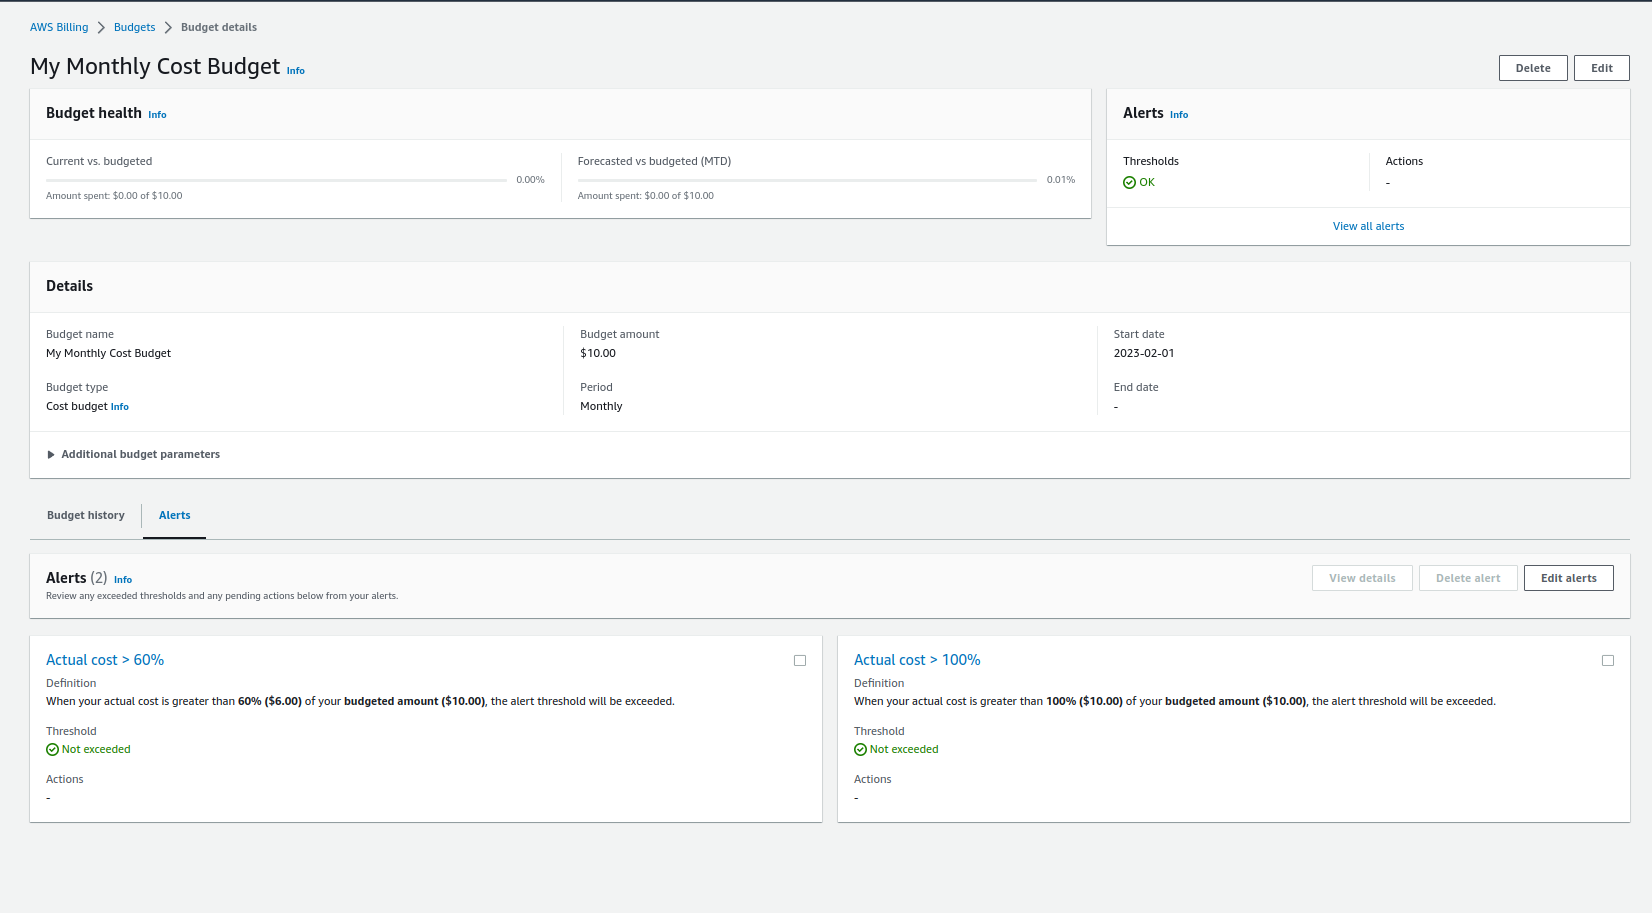 AWS Billing > Budgets > Budget details
My Monthly Cost Budget Info
Delete Edit
Budget health Info
Current vs. budgeted
0.00%
Amount spent: $0.00 of $10.00
Forecasted vs budgeted (MTD)
0.01%
Amount spent: $0.00 of $10.00
Alerts Info
Thresholds
OK
Actions
-
View all alerts
Details
Budget name
My Monthly Cost Budget
Budget type
Cost budget Info
Budget amount
$10.00
Period
Monthly
Start date
2023-02-01
End date
-
Additional budget parameters
Budget history Alerts
Alerts (2) Info
Review any exceeded thresholds and any pending actions below from your alerts.
View details Delete alert Edit alerts
Actual cost > 60%
Definition
When your actual cost is greater than 60% ($6.00) of your budgeted amount ($10.00), the alert threshold will be exceeded.
Threshold
Not exceeded
Actions
-
Actual cost > 100%
Definition
When your actual cost is greater than 100% ($10.00) of your budgeted amount ($10.00), the alert threshold will be exceeded.
Threshold
Not exceeded
Actions
-